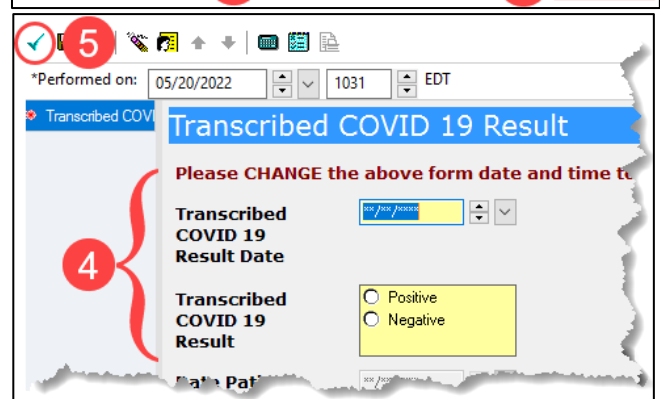 5
*Performed on: 05/20/2022 1031 EDT
Transcribed COVI
Transcribed COVID 19 Result
Please CHANGE the above form date and time to
4
Transcribed
COVID 19
Result Date
**/**/****
Transcribed
COVID 19
Result
Positive
Negative